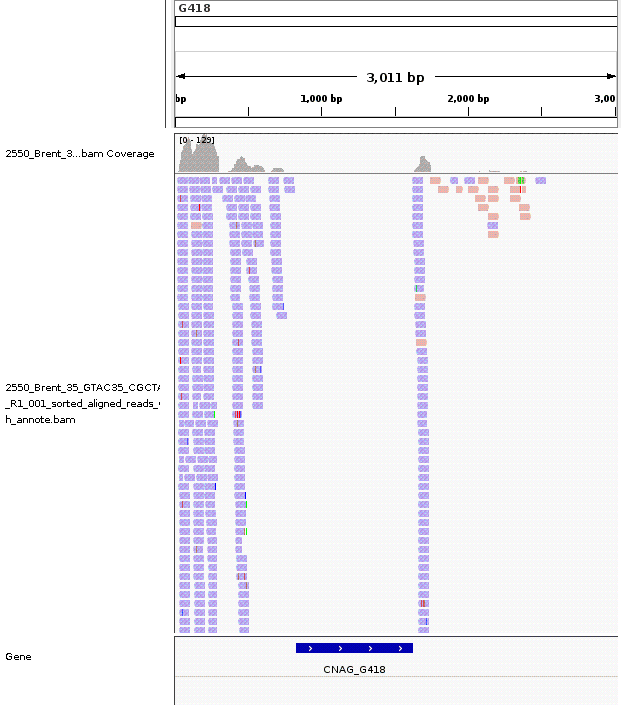 G418
3,011 bp
bp 1,000 bp 2,000 bp 3,00
[0 - 129]
2550_Brent_3...bam Coverage
2550_Brent_35_GTAC35_CGCTA
_R1_001_sorted_aligned_reads_
h_annote.bam
Gene
CNAG_G418